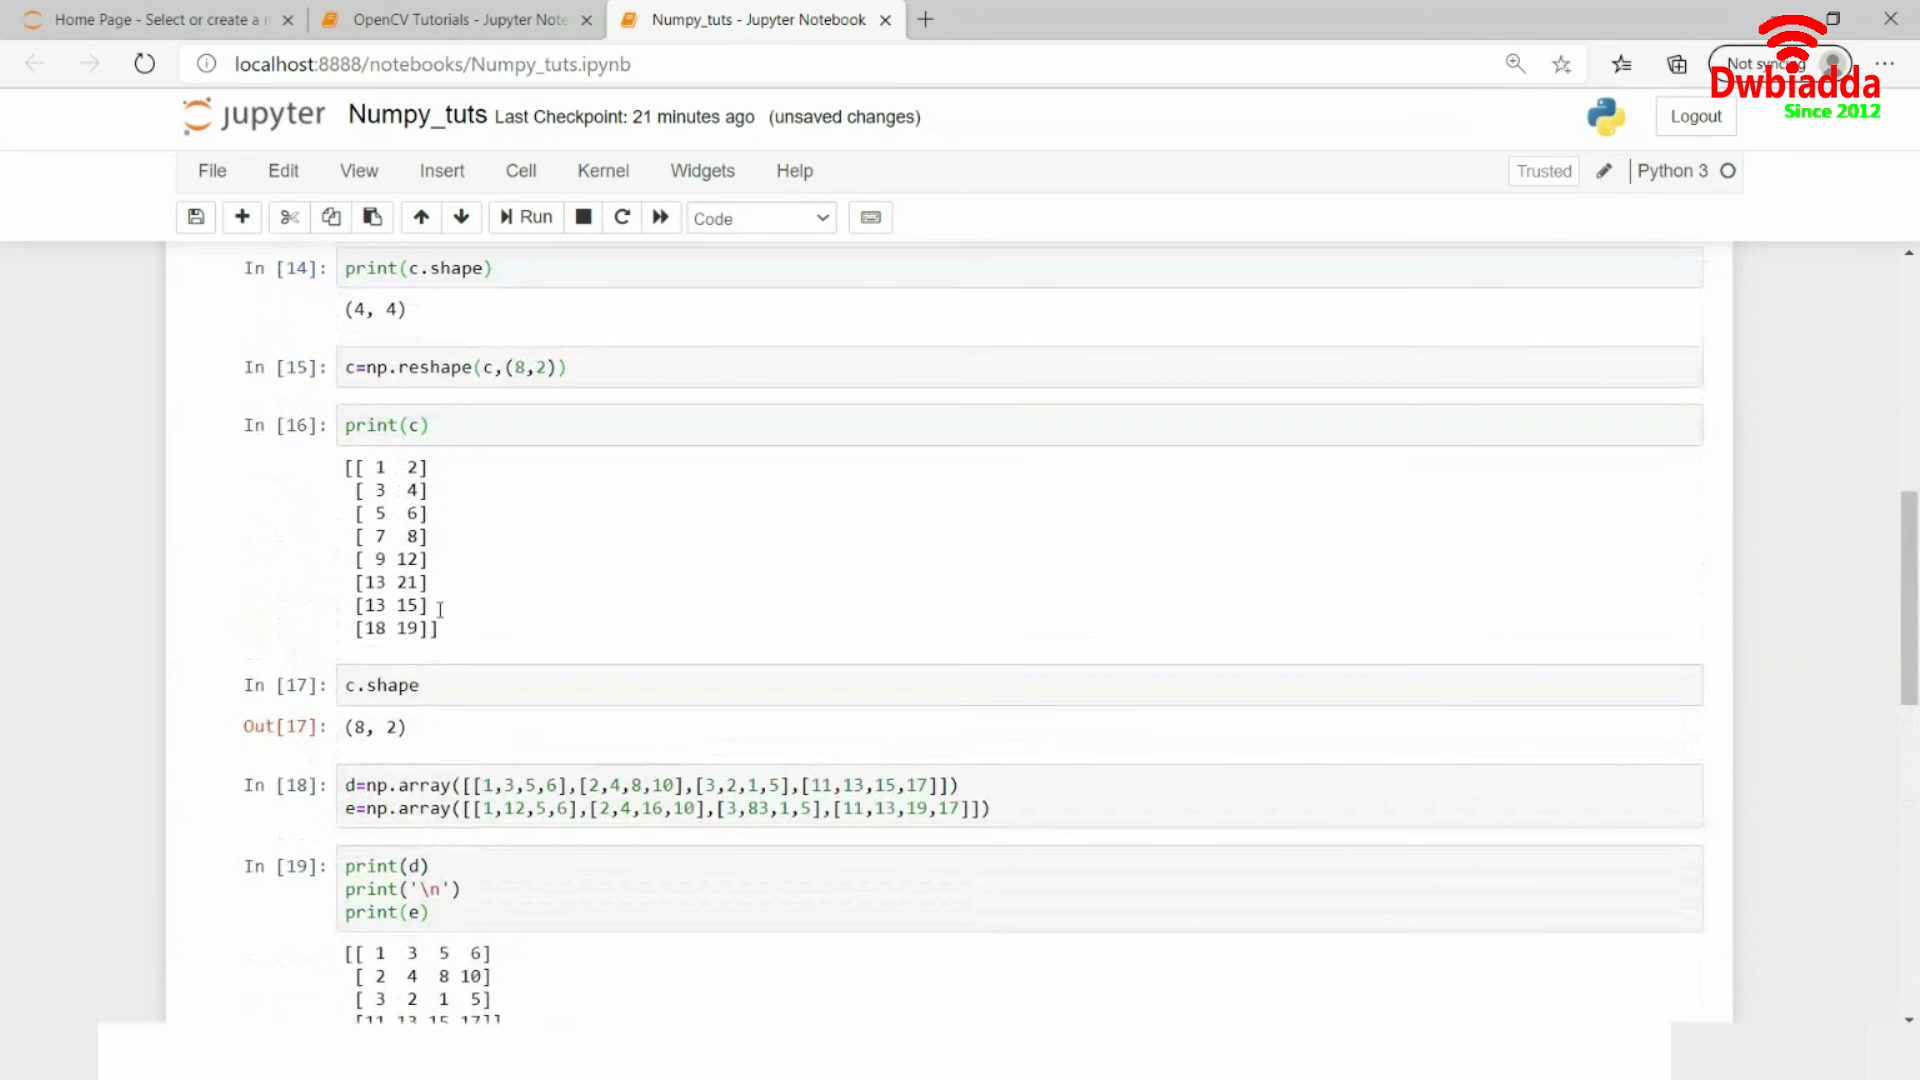 Home Page - Select or create a n
OpenCV Tutorials - Jupyter Note
Numpy_tuts - Jupyter Notebook
localhost:8888/notebooks/Numpy_tuts.ipynb
Not syncing
Dwbiadda
Since 2012
jupyter Numpy_tuts Last Checkpoint: 21 minutes ago (unsaved changes)
Logout
File Edit View Insert Cell Kernel Widgets Help
Trusted
Python 3
Run
Code
In [14]: print(c.shape)
(4, 4)
In [15]: c=np.reshape(c,(8,2))
In [16]: print(c)
[[ 1  2]
[ 3  4]
[ 5  6]
[ 7  8]
[ 9 12]
[13 21]
[13 15]
[18 19]]
In [17]: c.shape
Out[17]: (8, 2)
In [18]: d=np.array([[1,3,5,6],[2,4,8,10],[3,2,1,5],[11,13,15,17]])
e=np.array([[1,12,5,6],[2,4,16,10],[3,83,1,5],[11,13,19,17]])
In [19]: print(d)
print('\n')
print(e)
[[ 1  3  5  6]
[ 2  4  8 10]
[ 3  2  1  5]
[11 13 15 17]]